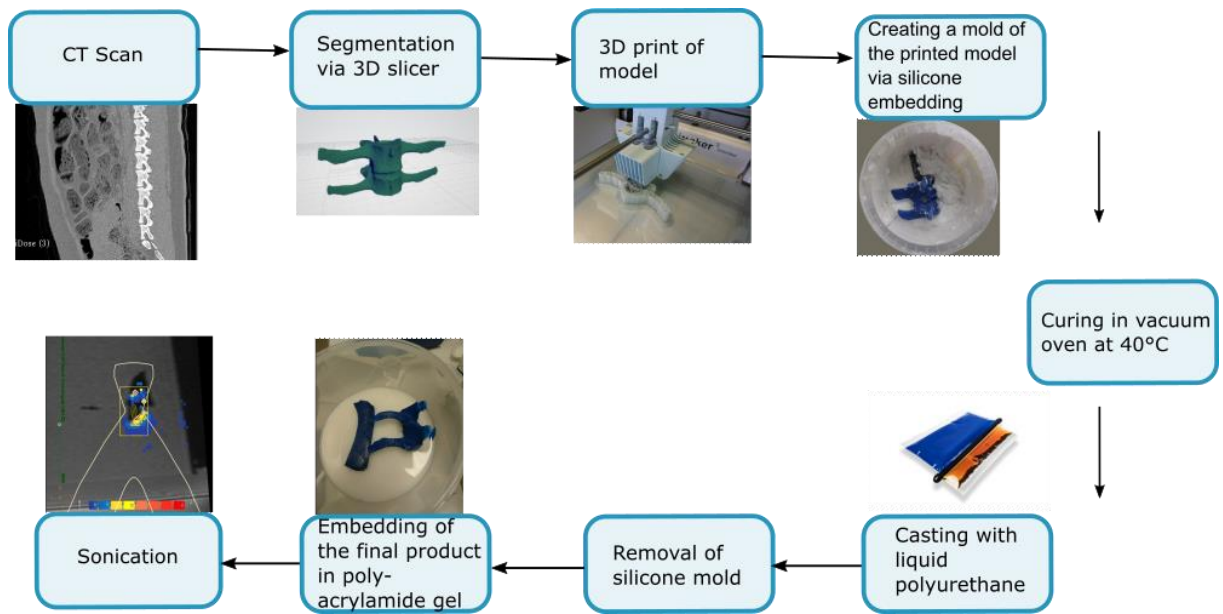 CT Scan
Segmentation
via 3D slicer
3D print of
model
Creating a mold of
the printed model
via silicone
embedding
iDose (3)
Curing in vacuum
oven at 40°C
Casting with
liquid
polyurethane
Removal of
silicone mold
Embedding of
the final product
in poly-
acrylamide gel
Sonication